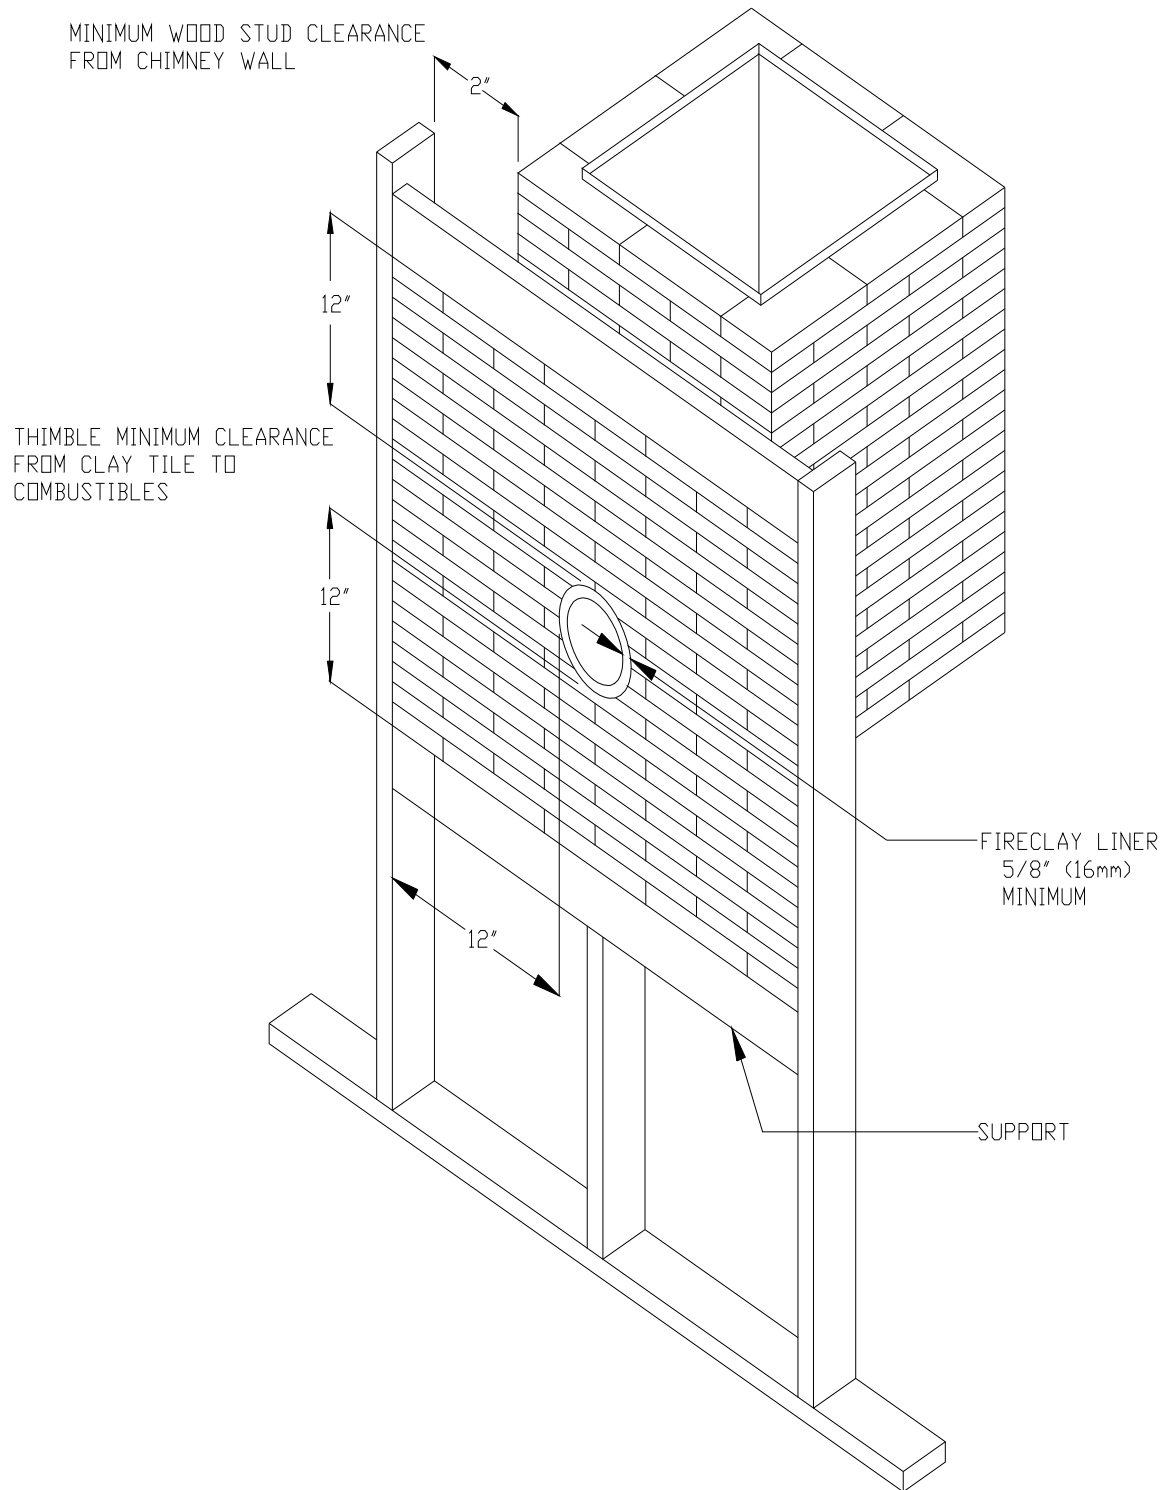 MINIMUM WOOD STUD CLEARANCE
FROM CHIMNEY WALL
2"
12"
THIMBLE MINIMUM CLEARANCE
FROM CLAY TILE TO
COMBUSTIBLES
12"
FIRECLAY LINER
5/8" (16mm)
MINIMUM
12"
SUPPORT